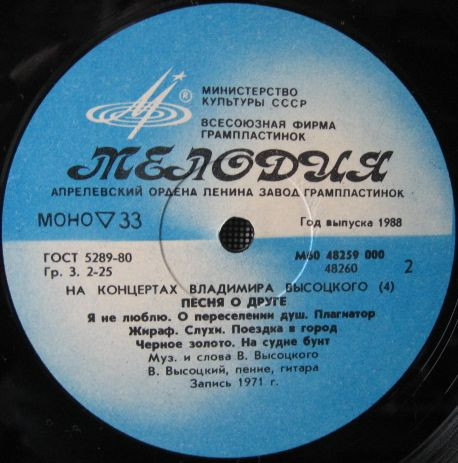 ®
МИНИСТЕРСТВО
КУЛЬТУРЫ СССР
ВСЕСОЮЗНАЯ ФИРМА
ГРАМПЛАСТИНОК
МЕЛОДИЯ
АПРЕЛЕВСКИЙ ОРДЕНА ЛЕНИНА ЗАВОД ГРАМПЛАСТИНОК
МОНО ▽ 33
Год выпуска 1988
ГОСТ 5289-80
М60 48259 000
Гр. 3. 2-25
48260
2
НА КОНЦЕРТАХ ВЛАДИМИРА ВЫСОЦКОГО (4)
ПЕСНЯ О ДРУГЕ
Я не люблю. О переселении душ. Плагиатор
Жираф. Слухи. Поездка в город
Черное золото. На судне бунт
Муз. и слова В. Высоцкого
В. Высоцкий, пение, гитара
Запись 1971 г.